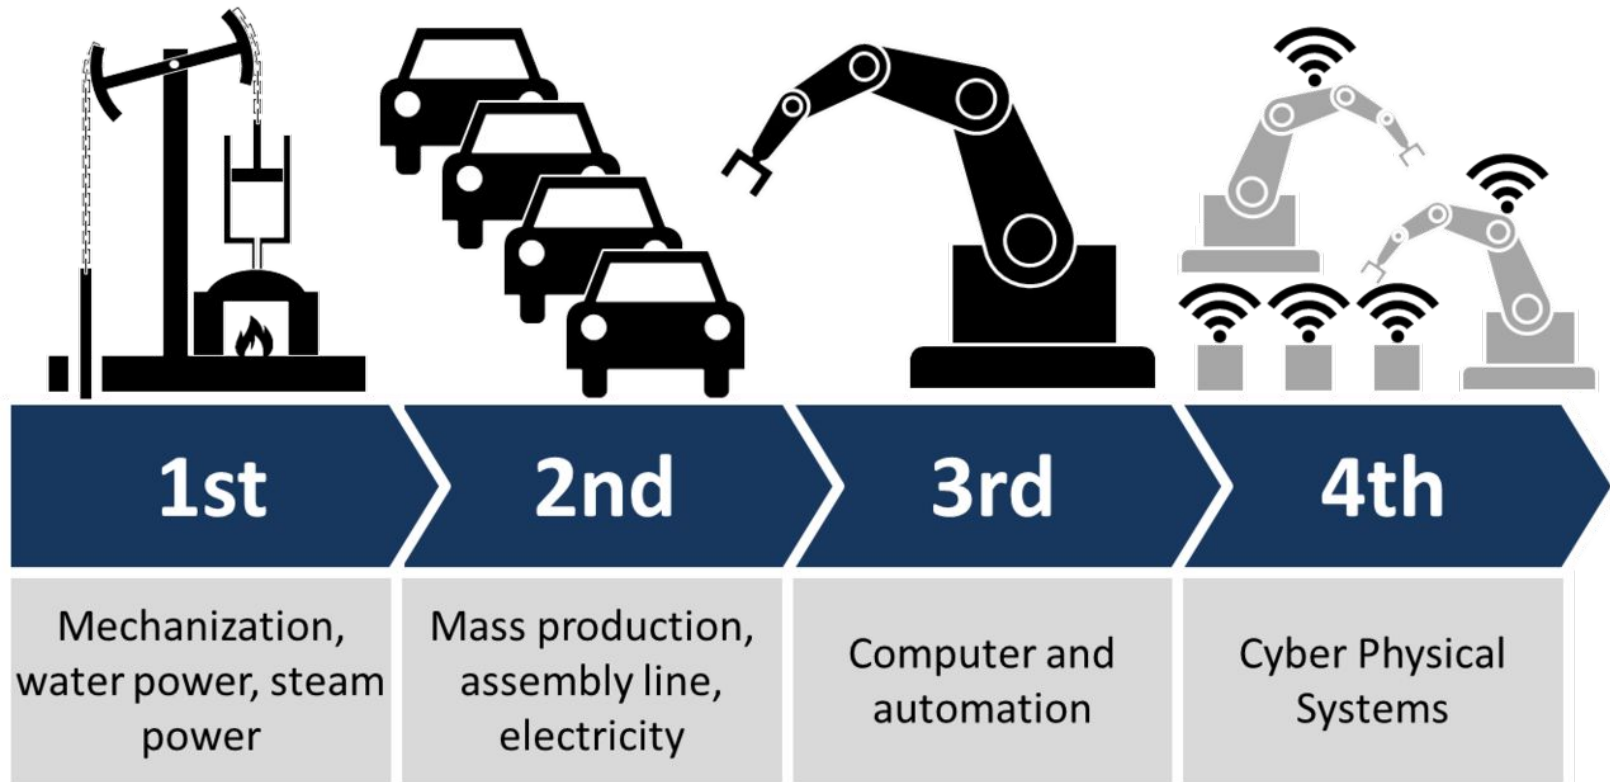 1st
2nd
3rd
4th
Mechanization,
water power, steam
power
Mass production,
assembly line,
electricity
Computer and
automation
Cyber Physical
Systems